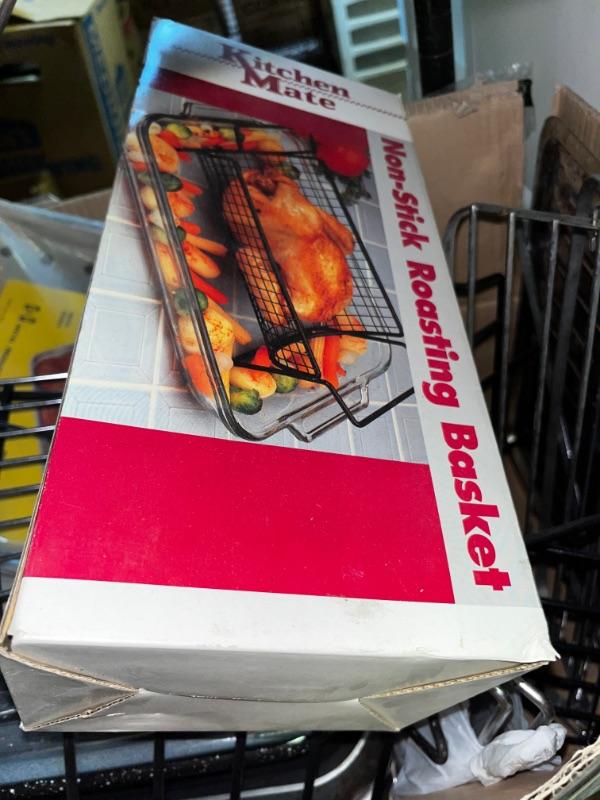 Kitchen
Mate
Non-Stick Roasting Basket